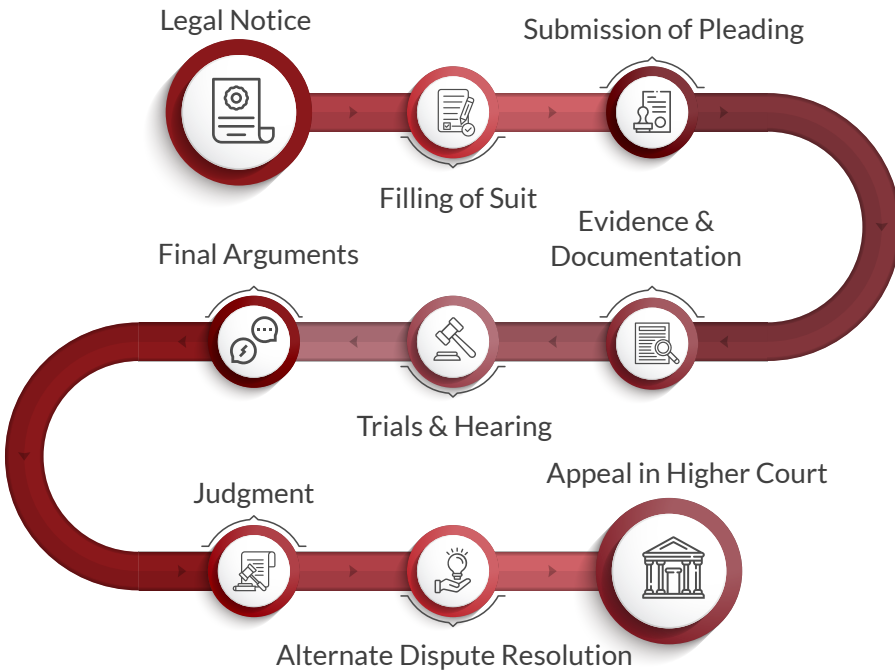 Legal Notice
Submission of Pleading
Filling of Suit
Evidence &
Documentation
Final Arguments
Trials & Hearing
Judgment
Appeal in Higher Court
Alternate Dispute Resolution